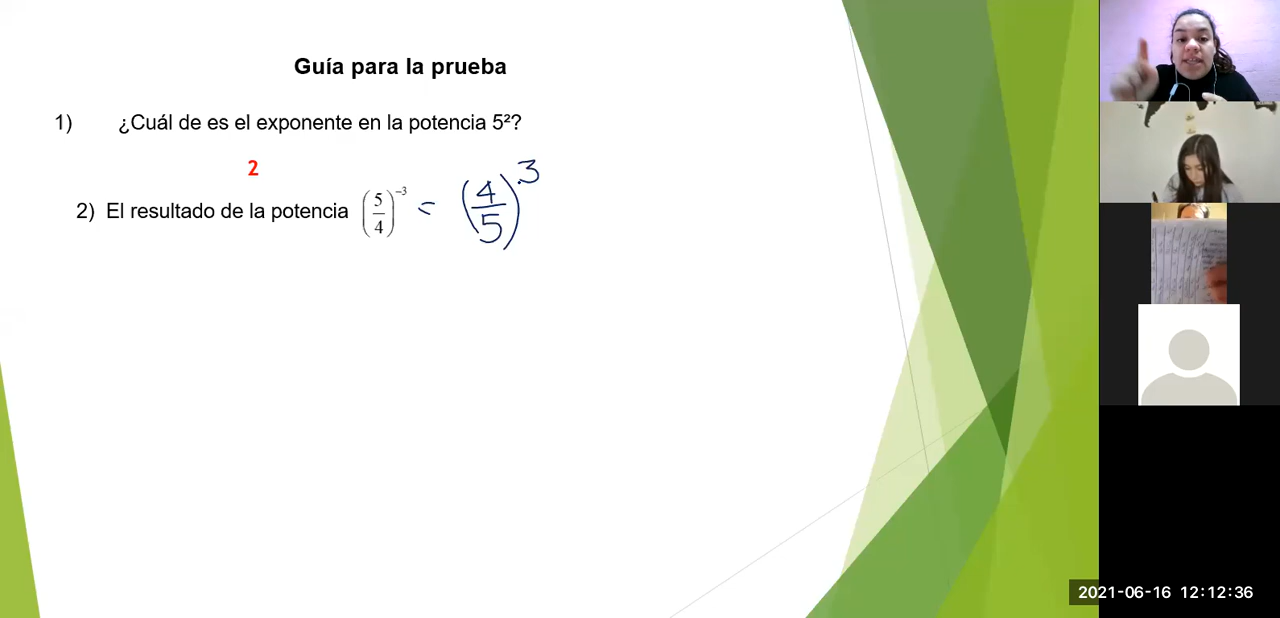 Guía para la prueba
1) ¿Cuál de es el exponente en la potencia 5²?
2
2) El resultado de la potencia (5/4)⁻³ = (4/5)³
2021-06-16 12:12:36